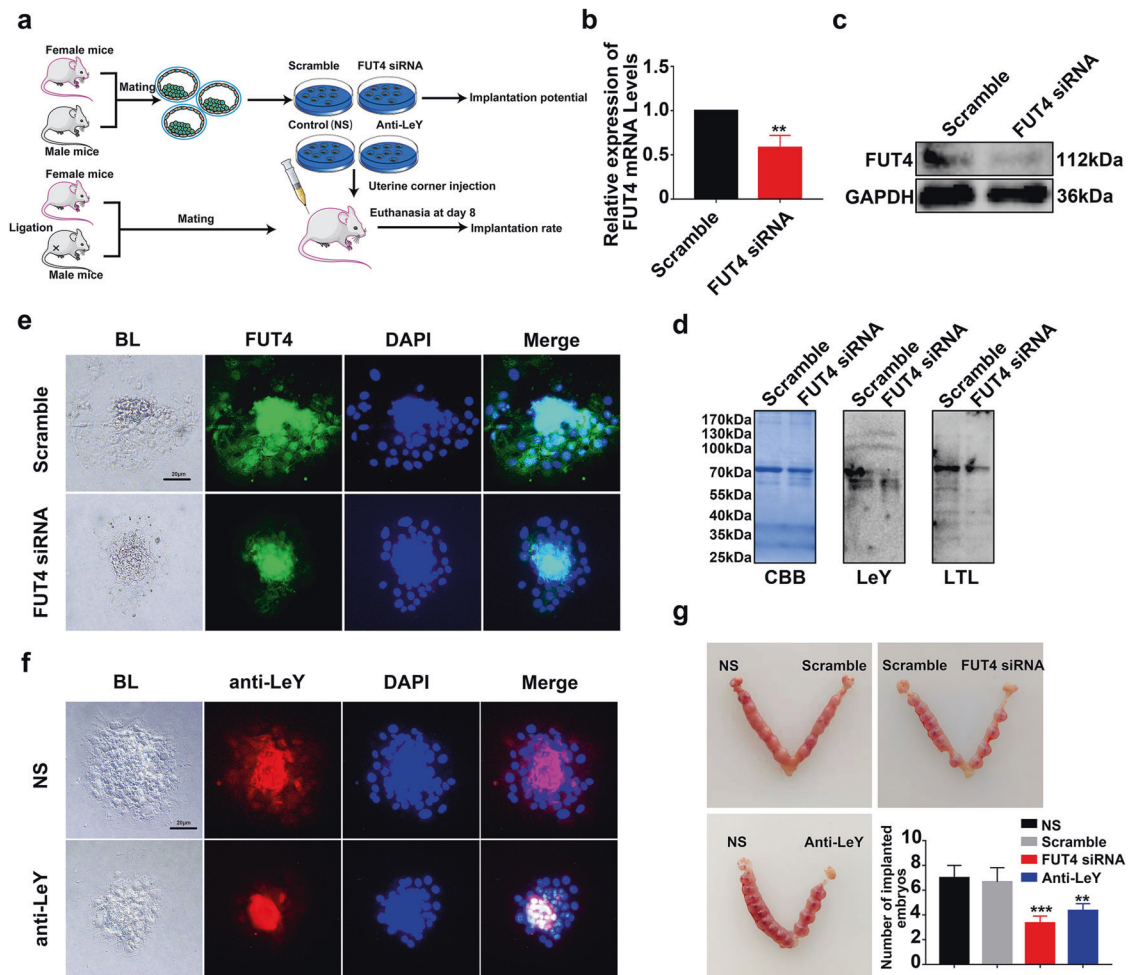 a
Female mice
Mating
Male mice
Scramble
FUT4 siRNA
Implantation potential
Control (NS)
Anti-LeY
Uterine corner injection
Female mice
Ligation
Male mice
Mating
Euthanasia at day 8
Implantation rate
b
Relative expression of
FUT4 mRNA Levels
1.5
1.0
0.5
0.0
**
Scramble
FUT4 siRNA
c
Scramble
FUT4 siRNA
FUT4
112kDa
GAPDH
36kDa
d
Scramble
FUT4 siRNA
Scramble
FUT4 siRNA
Scramble
FUT4 siRNA
170kDa
130kDa
100kDa
70kDa
55kDa
40kDa
35kDa
25kDa
CBB
LeY
LTL
e
BL
FUT4
DAPI
Merge
Scramble
20μm
FUT4 siRNA
f
BL
anti-LeY
DAPI
Merge
NS
20μm
anti-LeY
g
NS
Scramble
Scramble
FUT4 siRNA
NS
Anti-LeY
Number of implanted
embryos
10
8
6
4
2
0
***
**
NS
Scramble
FUT4 siRNA
Anti-LeY